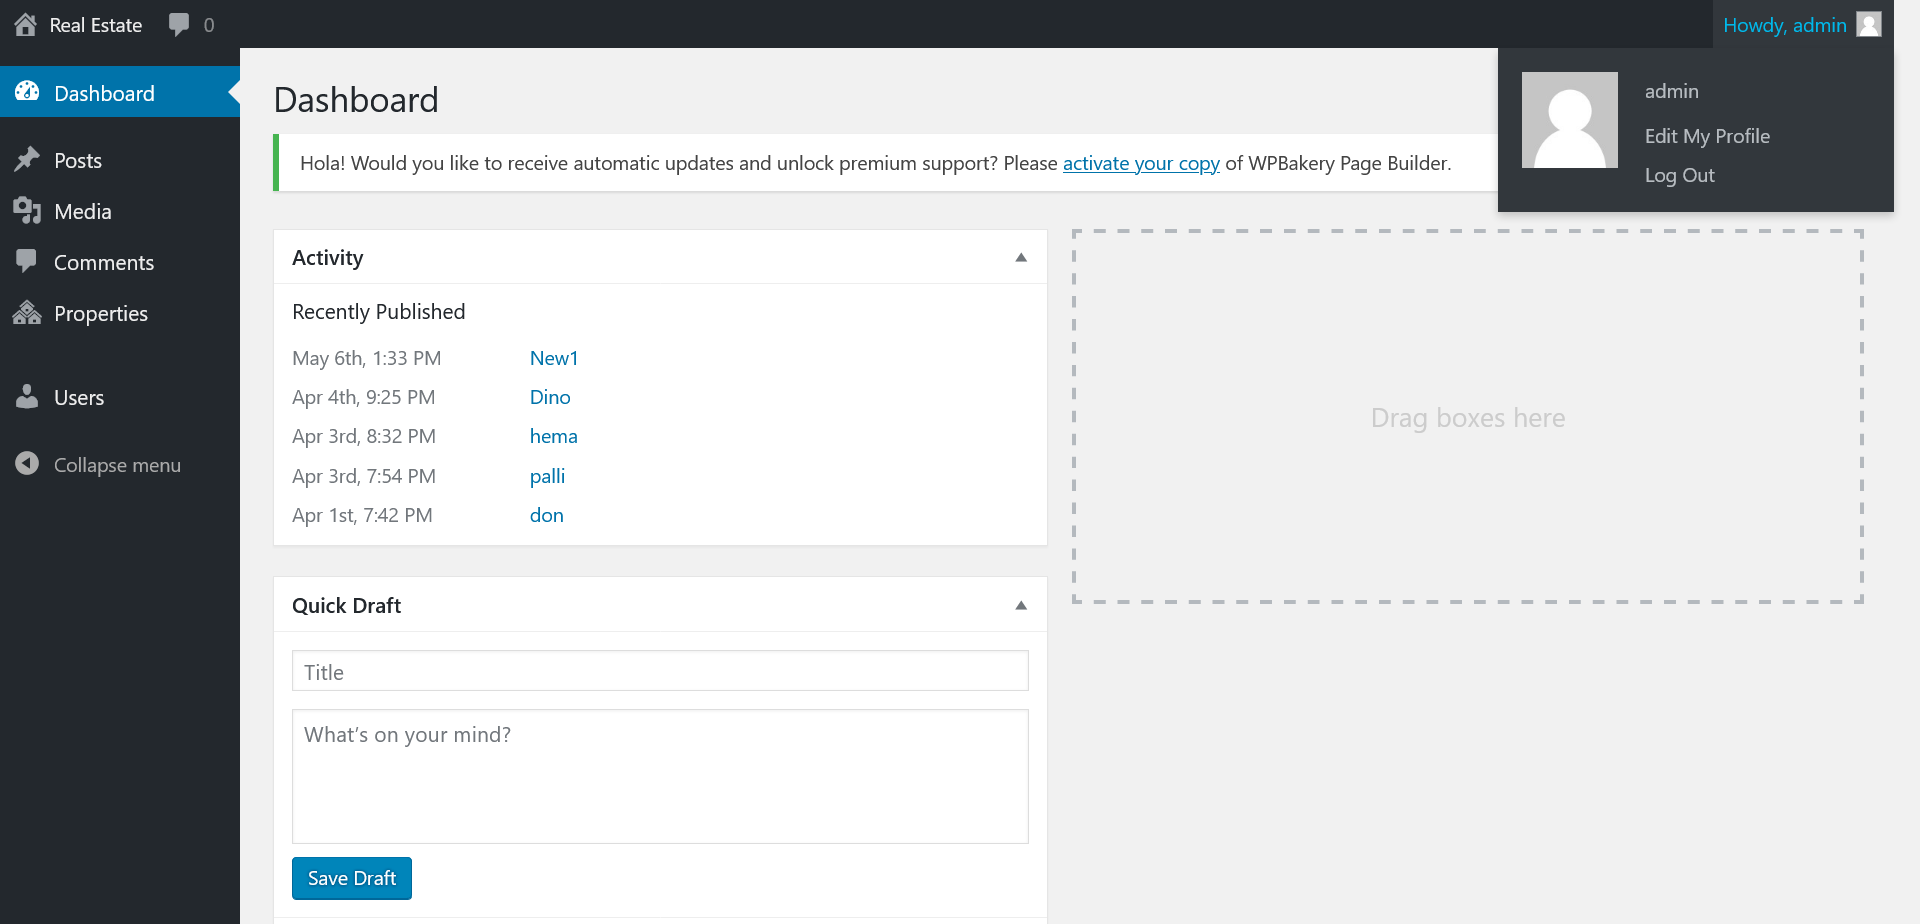 Real Estate 0 Howdy, admin
admin
Edit My Profile
Log Out
Dashboard
Posts
Media
Comments
Properties
Users
Collapse menu
Dashboard
Hola! Would you like to receive automatic updates and unlock premium support? Please activate your copy of WPBakery Page Builder.
Activity
Recently Published
May 6th, 1:33 PM New1
Apr 4th, 9:25 PM Dino
Apr 3rd, 8:32 PM hema
Apr 3rd, 7:54 PM palli
Apr 1st, 7:42 PM don
Quick Draft
Title
What’s on your mind?
Save Draft
Drag boxes here